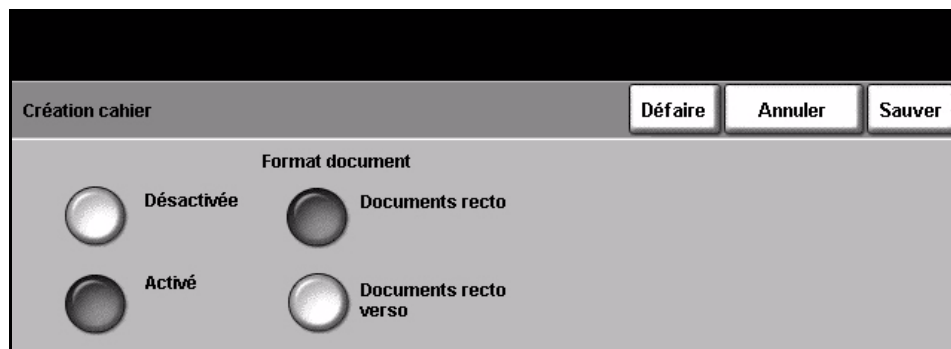 Création cahier
Défaire
Annuler
Sauver
Format document
Désactivée
Documents recto
Activé
Documents recto
verso